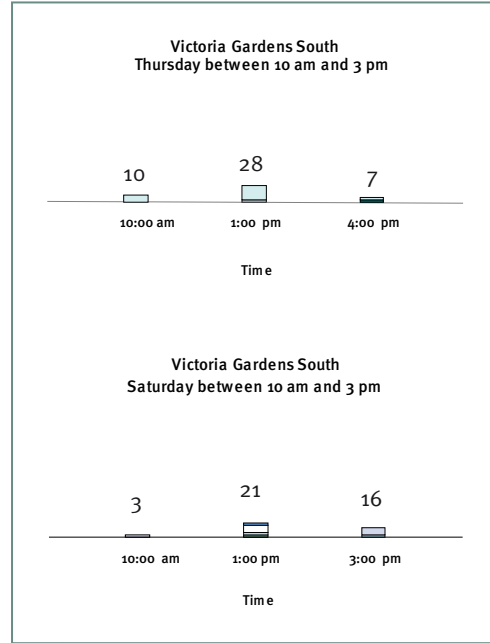 Victoria Gardens South
Thursday between 10 am and 3 pm
10 28 7
10:00 am 1:00 pm 4:00 pm
Time
Victoria Gardens South
Saturday between 10 am and 3 pm
3 21 16
10:00 am 1:00 pm 3:00 pm
Time